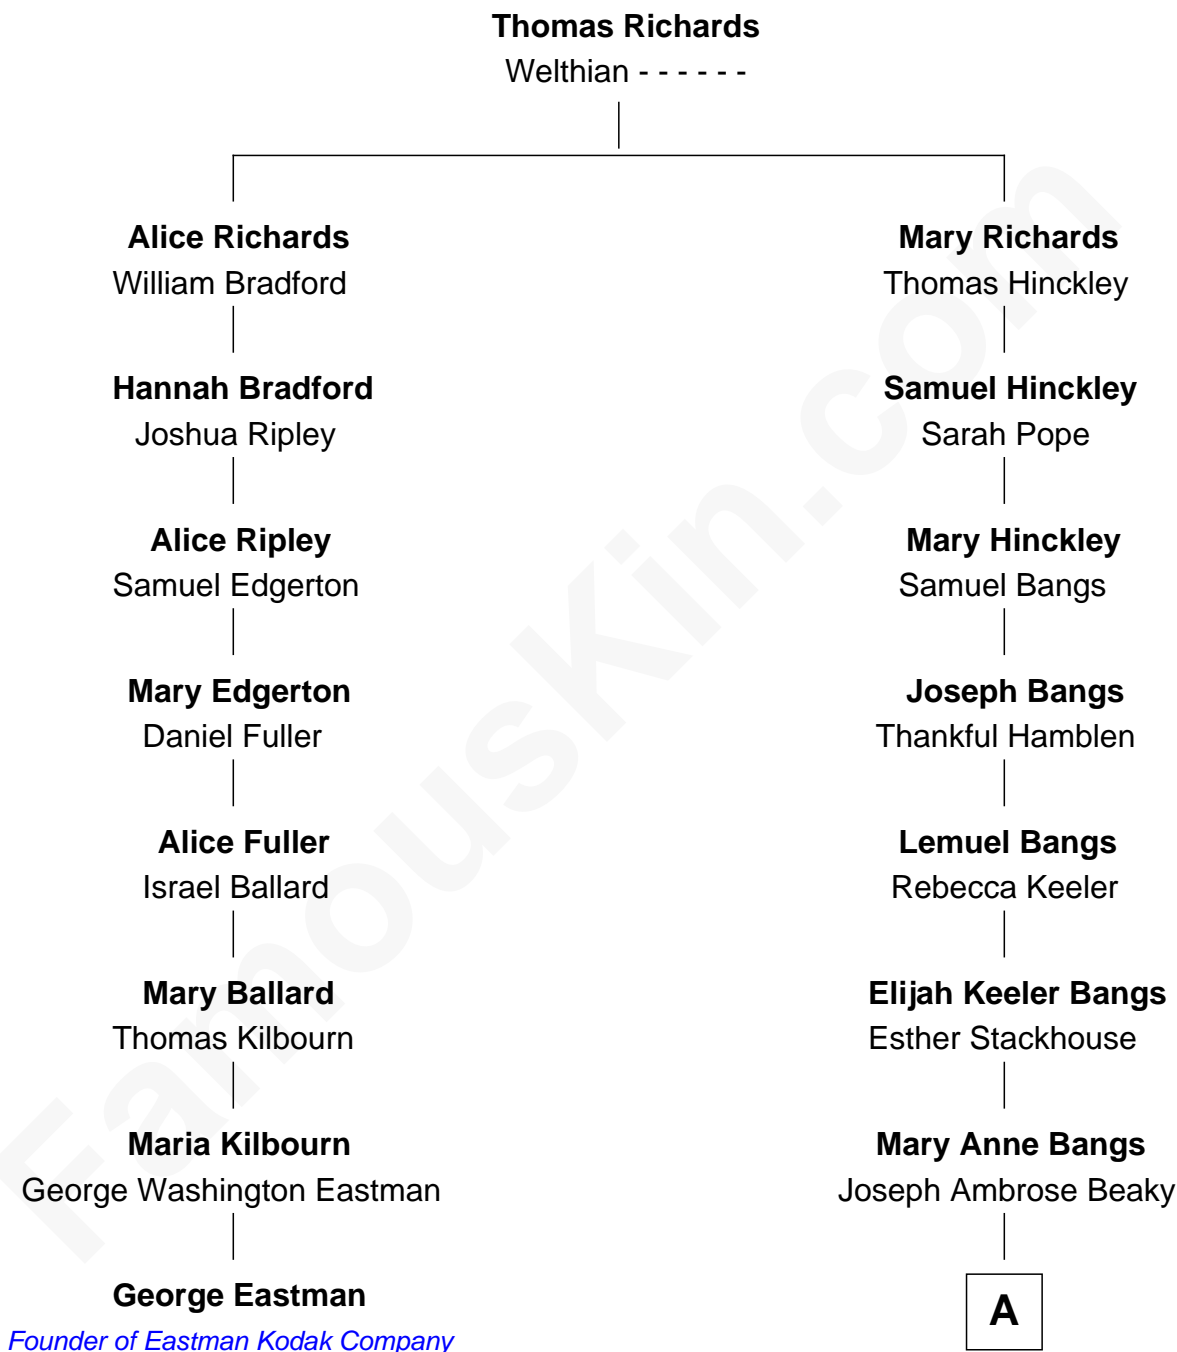 Thomas Richards
Welthian - - - - - -
Alice Richards
William Bradford
Hannah Bradford
Joshua Ripley
Alice Ripley
Samuel Edgerton
Mary Edgerton
Daniel Fuller
Alice Fuller
Israel Ballard
Mary Ballard
Thomas Kilbourn
Maria Kilbourn
George Washington Eastman
George Eastman
Founder of Eastman Kodak Company
Mary Richards
Thomas Hinckley
Samuel Hinckley
Sarah Pope
Mary Hinckley
Samuel Bangs
Joseph Bangs
Thankful Hamblen
Lemuel Bangs
Rebecca Keeler
Elijah Keeler Bangs
Esther Stackhouse
Mary Anne Bangs
Joseph Ambrose Beaky
A
FamousKin.com